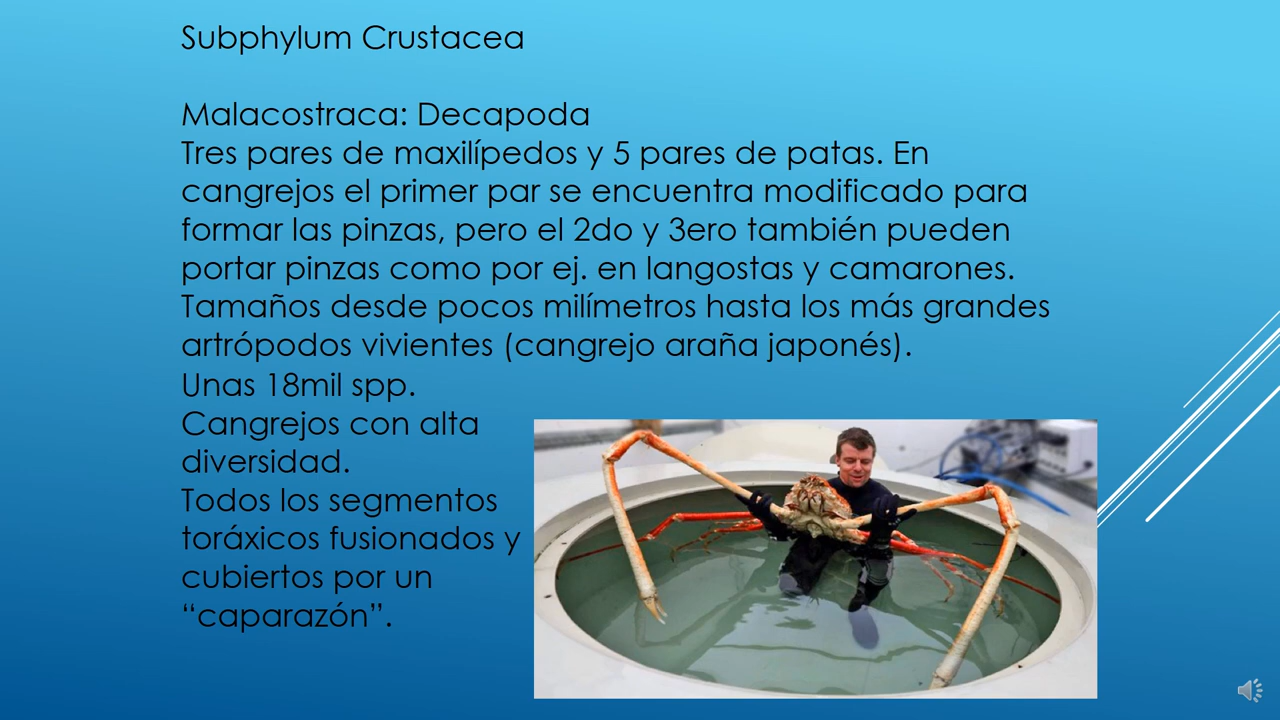 Subphylum Crustacea
Malacostraca: Decapoda
Tres pares de maxilípedos y 5 pares de patas. En
cangrejos el primer par se encuentra modificado para
formar las pinzas, pero el 2do y 3ero también pueden
portar pinzas como por ej. en langostas y camarones.
Tamaños desde pocos milímetros hasta los más grandes
artrópodos vivientes (cangrejo araña japonés).
Unas 18mil spp.
Cangrejos con alta
diversidad.
Todos los segmentos
toráxicos fusionados y
cubiertos por un
“caparazón”.